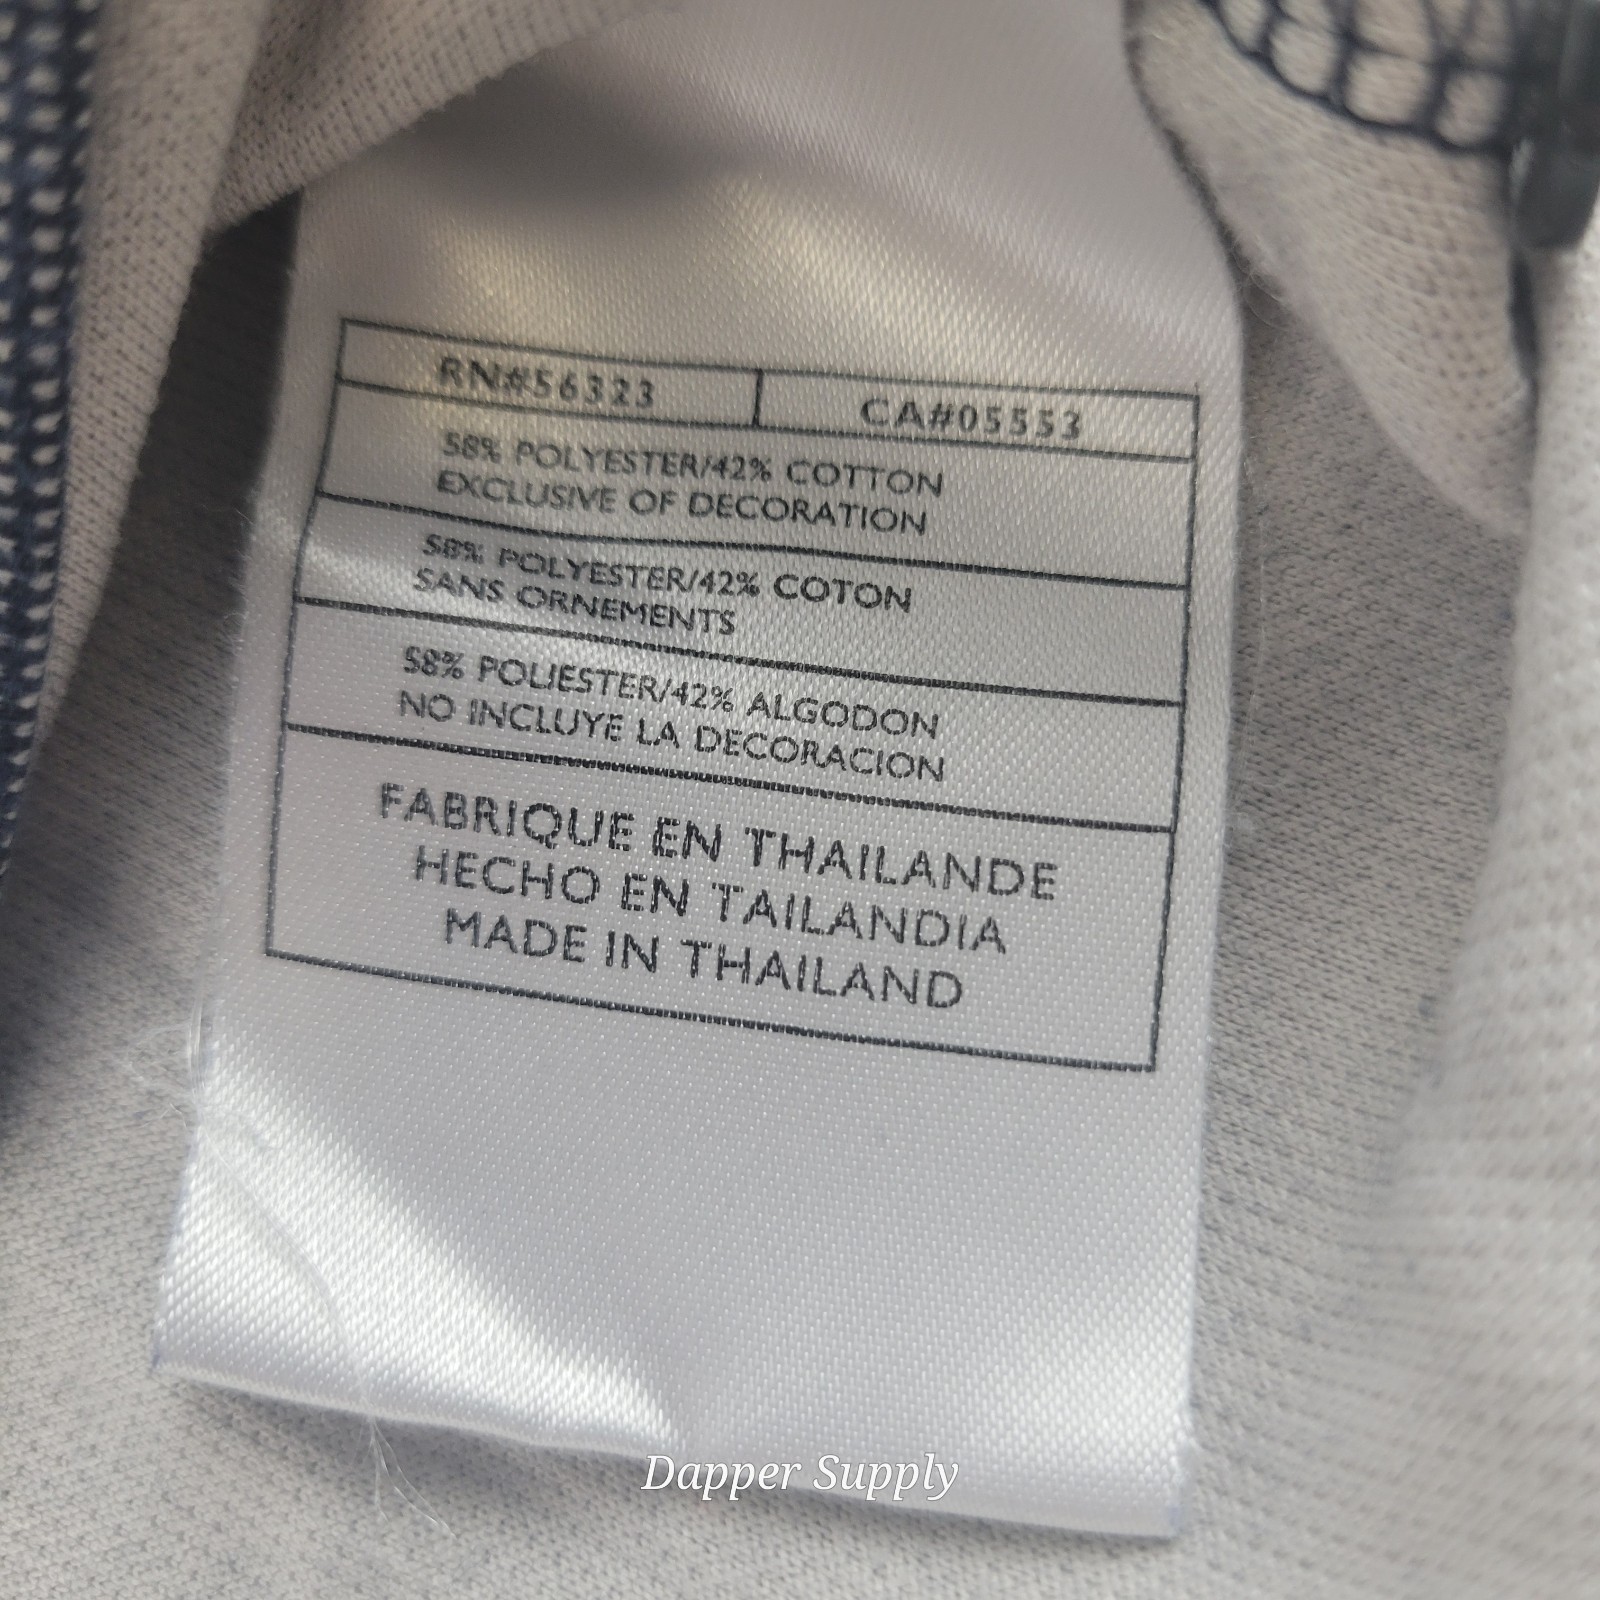 RN#56323
CA#05553
58% POLYESTER/42% COTTON
EXCLUSIVE OF DECORATION
58% POLYESTER/42% COTON
SANS ORNEMENTS
58% POLIESTER/42% ALGODON
NO INCLUYE LA DECORACION
FABRIQUE EN THAILANDE
HECHO EN TAILANDIA
MADE IN THAILAND
Dapper Supply